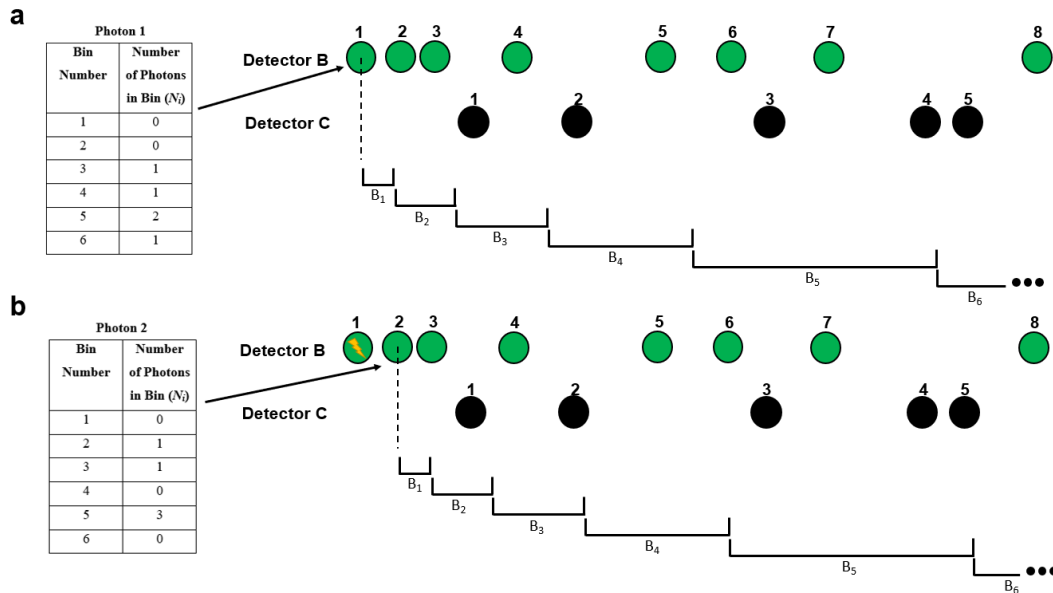 a
Photon 1
Bin Number
Number of Photons in Bin (Ni)
1 0
2 0
3 1
4 1
5 2
6 1
1 2 3 4 5 6 7 8
Detector B
1 2 3 4 5
Detector C
B1
B2
B3
B4
B5
B6
b
Photon 2
Bin Number
Number of Photons in Bin (Ni)
1 0
2 1
3 1
4 0
5 3
6 0
1 2 3 4 5 6 7 8
Detector B
1 2 3 4 5
Detector C
B1
B2
B3
B4
B5
B6